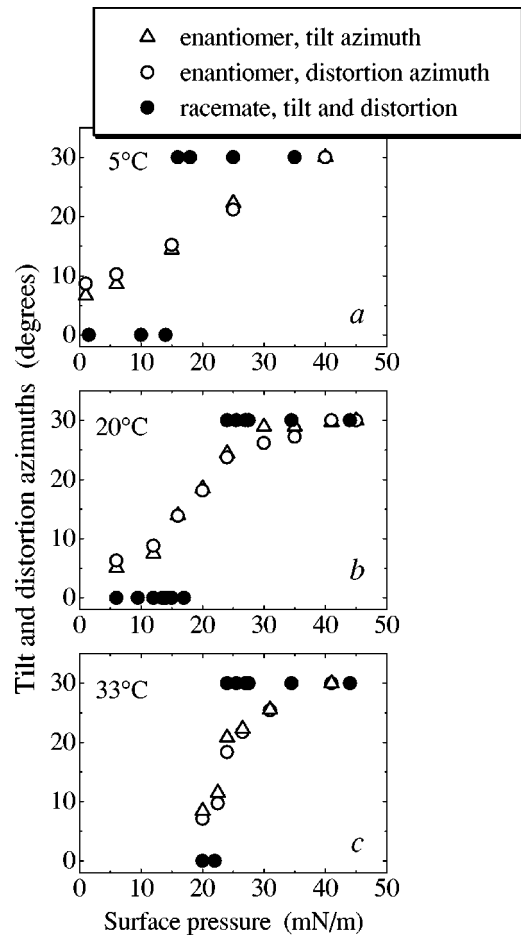 enantiomer, tilt azimuth
enantiomer, distortion azimuth
racemate, tilt and distortion
Tilt and distortion azimuths (degrees)
5°C
30
20
10
0
a
0 10 20 30 40 50
20°C
30
20
10
0
b
0 10 20 30 40 50
33°C
30
20
10
0
c
0 10 20 30 40 50
Surface pressure (mN/m)